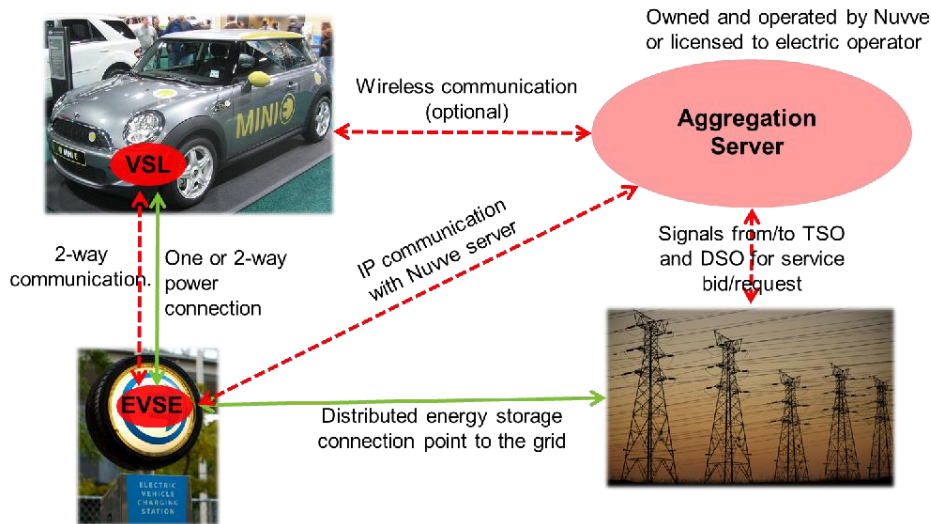 Owned and operated by Nuvve
or licensed to electric operator
Wireless communication
(optional)
Aggregation
Server
MINI
MINI E
VSL
2-way
communication.
One or 2-way
power
connection
IP communication
with Nuvve server
Signals from/to TSO
and DSO for service
bid/request
EVSE
Distributed energy storage
connection point to the grid
ELECTRIC
VEHICLE
CHARGING
STATION